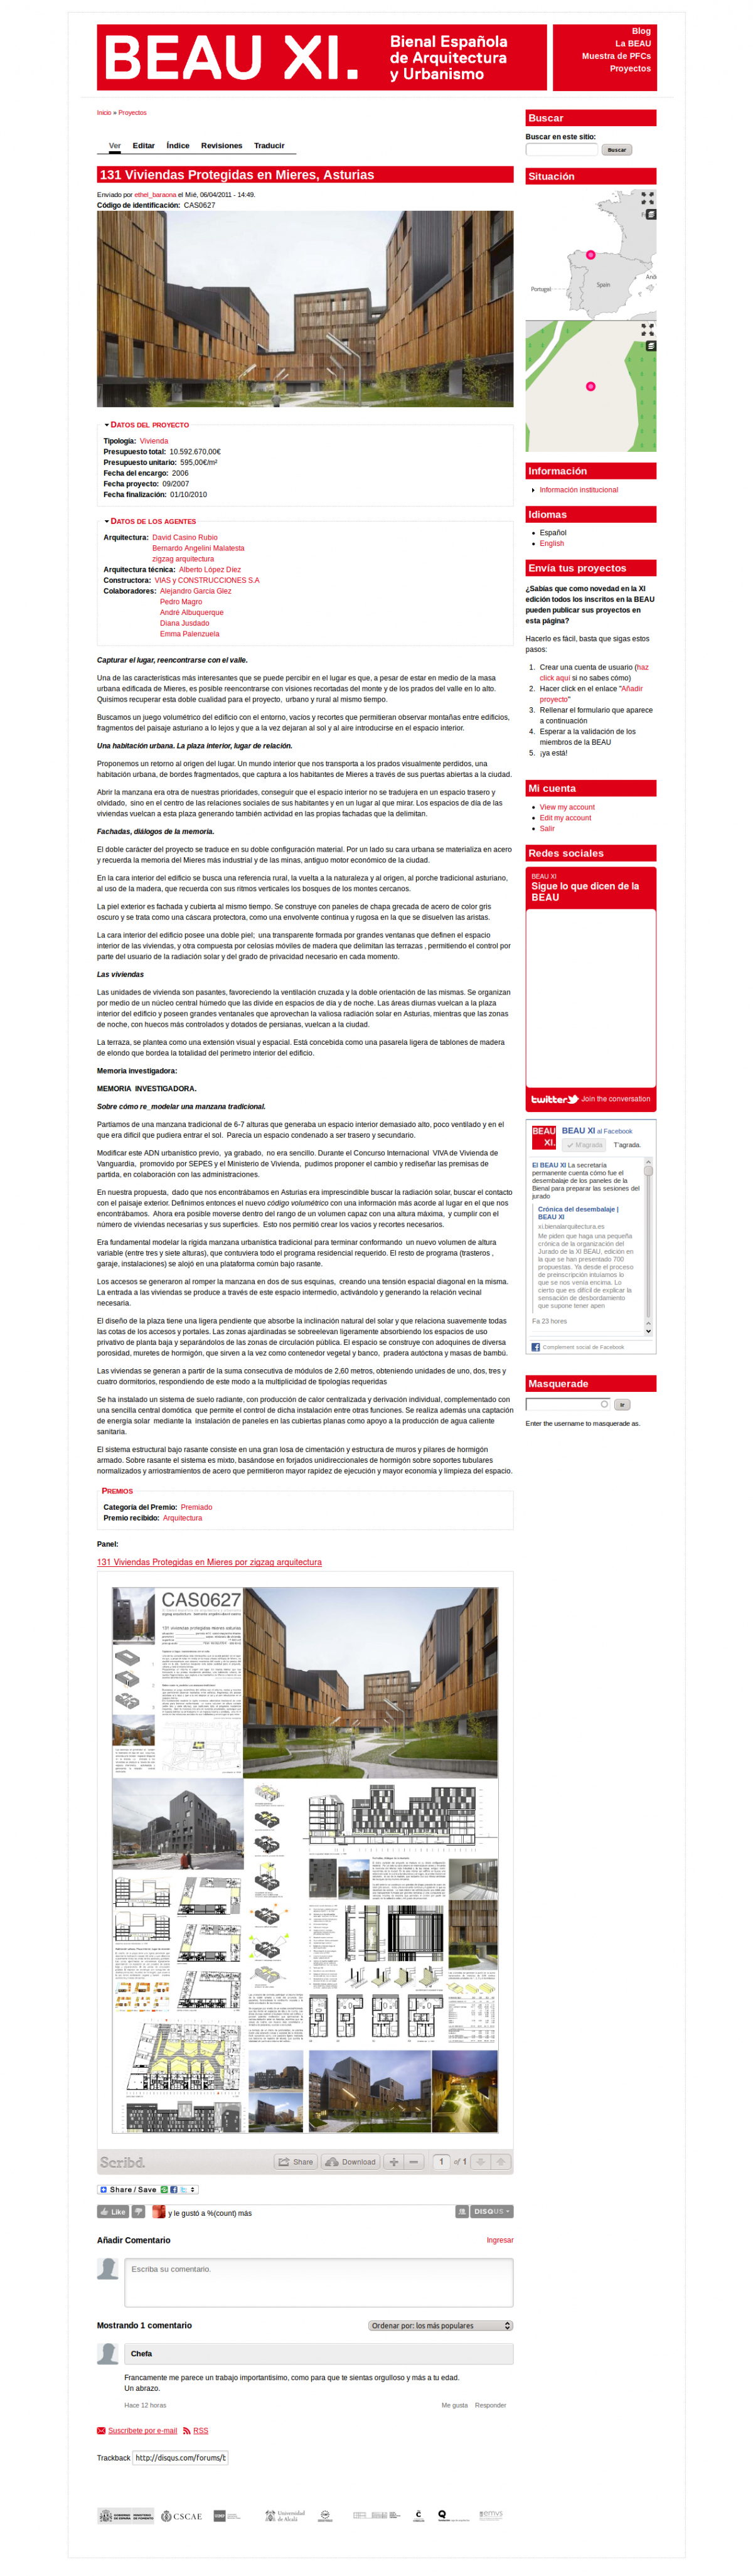 BEAU XI.
Bienal Española
de Arquitectura
y Urbanismo
Blog
La BEAU
Muestra de PFCs
Proyectos
Inicio » Proyectos
Ver Editar Índice Revisiones Traducir
131 Viviendas Protegidas en Mieres, Asturias
Enviado por ethel_baraona el Mié, 06/04/2011 - 14:49.
Código de identificación: CAS0627
Datos del proyecto
Tipología: Vivienda
Presupuesto total: 10.592.670,00€
Presupuesto unitario: 595,00€/m²
Fecha del encargo: 2006
Fecha proyecto: 09/2007
Fecha finalización: 01/10/2010
Datos de los agentes
Arquitectura: David Casino Rubio
Bernardo Angelini Malatesta
zigzag arquitectura
Arquitectura técnica: Alberto López Díez
Constructora: VIAS y CONSTRUCCIONES S.A
Colaboradores: Alejandro García Glez
Pedro Magro
André Albuquerque
Diana Jusdado
Emma Palenzuela
Capturar el lugar, reencontrarse con el valle.
Una de las características más interesantes que se puede percibir en el lugar es que, a pesar de estar en medio de la masa
urbana edificada de Mieres, es posible reencontrarse con visiones recortadas del monte y de los prados del valle en lo alto.
Quisimos recuperar esta doble cualidad para el proyecto, urbano y rural al mismo tiempo.
Buscamos un juego volumétrico del edificio con el entorno, vacíos y recortes que permitieran observar montañas entre edificios,
fragmentos del paisaje asturiano a lo lejos y que a la vez dejaran al sol y al aire introducirse en el espacio interior.
Una habitación urbana. La plaza interior, lugar de relación.
Proponemos un retorno al origen del lugar. Un mundo interior que nos transporta a los prados visualmente perdidos, una
habitación urbana, de bordes fragmentados, que captura a los habitantes de Mieres a través de sus puertas abiertas a la ciudad.
Abrir la manzana era otra de nuestras prioridades, conseguir que el espacio interior no se tradujera en un espacio trasero y
olvidado, sino en el centro de las relaciones sociales de sus habitantes y en un lugar al que mirar. Los espacios de día de las
viviendas vuelcan a esta plaza generando también actividad en las propias fachadas que la delimitan.
Fachadas, diálogos de la memoria.
El doble carácter del proyecto se traduce en su doble configuración material. Por un lado su cara urbana se materializa en acero
y recuerda la memoria del Mieres más industrial y de las minas, antiguo motor económico de la ciudad.
En la cara interior del edificio se busca una referencia rural, la vuelta a la naturaleza y al origen, al porche tradicional asturiano,
al uso de la madera, que recuerda con sus ritmos verticales los bosques de los montes cercanos.
La piel exterior es fachada y cubierta al mismo tiempo. Se construye con paneles de chapa grecada de acero de color gris
oscuro y se trata como una cáscara protectora, como una envolvente continua y rugosa en la que se disuelven las aristas.
La cara interior del edificio posee una doble piel; una transparente formada por grandes ventanas que definen el espacio
interior de las viviendas, y otra compuesta por celosías móviles de madera que delimitan las terrazas , permitiendo el control por
parte del usuario de la radiación solar y del grado de privacidad necesario en cada momento.
Las viviendas
Las unidades de vivienda son pasantes, favoreciendo la ventilación cruzada y la doble orientación de las mismas. Se organizan
por medio de un núcleo central húmedo que las divide en espacios de día y de noche. Las áreas diurnas vuelcan a la plaza
interior del edificio y poseen grandes ventanales que aprovechan la valiosa radiación solar en Asturias, mientras que las zonas
de noche, con huecos más controlados y dotados de persianas, vuelcan a la ciudad.
La terraza, se plantea como una extensión visual y espacial. Está concebida como una pasarela ligera de tablones de madera
de elondo que bordea la totalidad del perímetro interior del edificio.
Memoria investigadora:
MEMORIA INVESTIGADORA.
Sobre cómo re_modelar una manzana tradicional.
Partíamos de una manzana tradicional de 6-7 alturas que generaba un espacio interior demasiado alto, poco ventilado y en el
que era difícil que pudiera entrar el sol. Parecía un espacio condenado a ser trasero y secundario.
Modificar este ADN urbanístico previo, ya grabado, no era sencillo. Durante el Concurso Internacional VIVA de Vivienda de
Vanguardia, promovido por SEPES y el Ministerio de Vivienda, pudimos proponer el cambio y rediseñar las premisas de
partida, en colaboración con las administraciones.
En nuestra propuesta, dado que nos encontrábamos en Asturias era imprescindible buscar la radiación solar, buscar el contacto
con el paisaje exterior. Definimos entonces el nuevo código volumétrico con una información más acorde al lugar en el que nos
encontrábamos. Ahora era posible moverse dentro del rango de un volumen capaz con una altura máxima, y cumplir con el
número de viviendas necesarias y sus superficies. Esto nos permitió crear los vacíos y recortes necesarios.
Era fundamental modelar la rígida manzana urbanística tradicional para terminar conformando un nuevo volumen de altura
variable (entre tres y siete alturas), que contuviera todo el programa residencial requerido. El resto de programa (trasteros ,
garaje, instalaciones) se alojó en una plataforma común bajo rasante.
Los accesos se generaron al romper la manzana en dos de sus esquinas, creando una tensión espacial diagonal en la misma.
La entrada a las viviendas se produce a través de este espacio intermedio, activándolo y generando la relación vecinal
necesaria.
El diseño de la plaza tiene una ligera pendiente que absorbe la inclinación natural del solar y que relaciona suavemente todas
las cotas de los accesos y portales. Las zonas ajardinadas se sobreelevan ligeramente absorbiendo los espacios de uso
privativo de planta baja y separándolos de las zonas de circulación pública. El espacio se construye con adoquines de diversa
porosidad, muretes de hormigón, que sirven a la vez como contenedor vegetal y banco, pradera autóctona y masas de bambú.
Las viviendas se generan a partir de la suma consecutiva de módulos de 2,60 metros, obteniendo unidades de uno, dos, tres y
cuatro dormitorios, respondiendo de este modo a la multiplicidad de tipologías requeridas
Se ha instalado un sistema de suelo radiante, con producción de calor centralizada y derivación individual, complementado con
una sencilla central domótica que permite el control de dicha instalación entre otras funciones. Se realiza además una captación
de energía solar mediante la instalación de paneles en las cubiertas planas como apoyo a la producción de agua caliente
sanitaria.
El sistema estructural bajo rasante consiste en una gran losa de cimentación y estructura de muros y pilares de hormigón
armado. Sobre rasante el sistema es mixto, basándose en forjados unidireccionales de hormigón sobre soportes tubulares
normalizados y arriostramientos de acero que permitieron mayor rapidez de ejecución y mayor economía y limpieza del espacio.
Premios
Categoría del Premio: Premiado
Premio recibido: Arquitectura
Panel:
131 Viviendas Protegidas en Mieres por zigzag arquitectura
CAS0627
Scribd.
Share Download 1 of 1
Share / Save
Like y le gustó a %(count) más DISQUS
Añadir Comentario Ingresar
Escriba su comentario.
Mostrando 1 comentario Ordenar por: los más populares
Chefa
Francamente me parece un trabajo importantisímo, como para que te sientas orgulloso y más a tu edad.
Un abrazo.
Hace 12 horas Me gusta Responder
Suscríbete por e-mail RSS
Trackback http://disqus.com/forums/t
CSCAE
Universidad
de Alcalá
emvs
Buscar
Buscar en este sitio:
Buscar
Situación
Portugal
Spain
Información
Información institucional
Idiomas
Español
English
Envía tus proyectos
¿Sabías que como novedad en la XI
edición todos los inscritos en la BEAU
pueden publicar sus proyectos en
esta página?
Hacerlo es fácil, basta que sigas estos
pasos:
1. Crear una cuenta de usuario (haz
click aquí si no sabes cómo)
2. Hacer click en el enlace "Añadir
proyecto"
3. Rellenar el formulario que aparece
a continuación
4. Esperar a la validación de los
miembros de la BEAU
5. ¡ya está!
Mi cuenta
View my account
Edit my account
Salir
Redes sociales
BEAU XI
Sigue lo que dicen de la
BEAU
twitter Join the conversation
BEAU
XI.
BEAU XI al Facebook
M'agrada T'agrada.
El BEAU XI La secretaria
permanente cuenta cómo fue el
desembalaje de los paneles de la
Bienal para preparar las sesiones del
jurado
Crónica del desembalaje |
BEAU XI
xi.bienalarquitectura.es
Me piden que haga una pequeña
crónica de la organización del
Jurado de la XI BEAU, edición en
la que se han presentado 700
propuestas. Ya desde el proceso
de preinscripción intuíamos lo
que se nos venía encima. Lo
cierto que es difícil de explicar la
sensación de desbordamiento
que supone tener apen
Fa 23 hores
Complement social de Facebook
Masquerade
Ir
Enter the username to masquerade as.